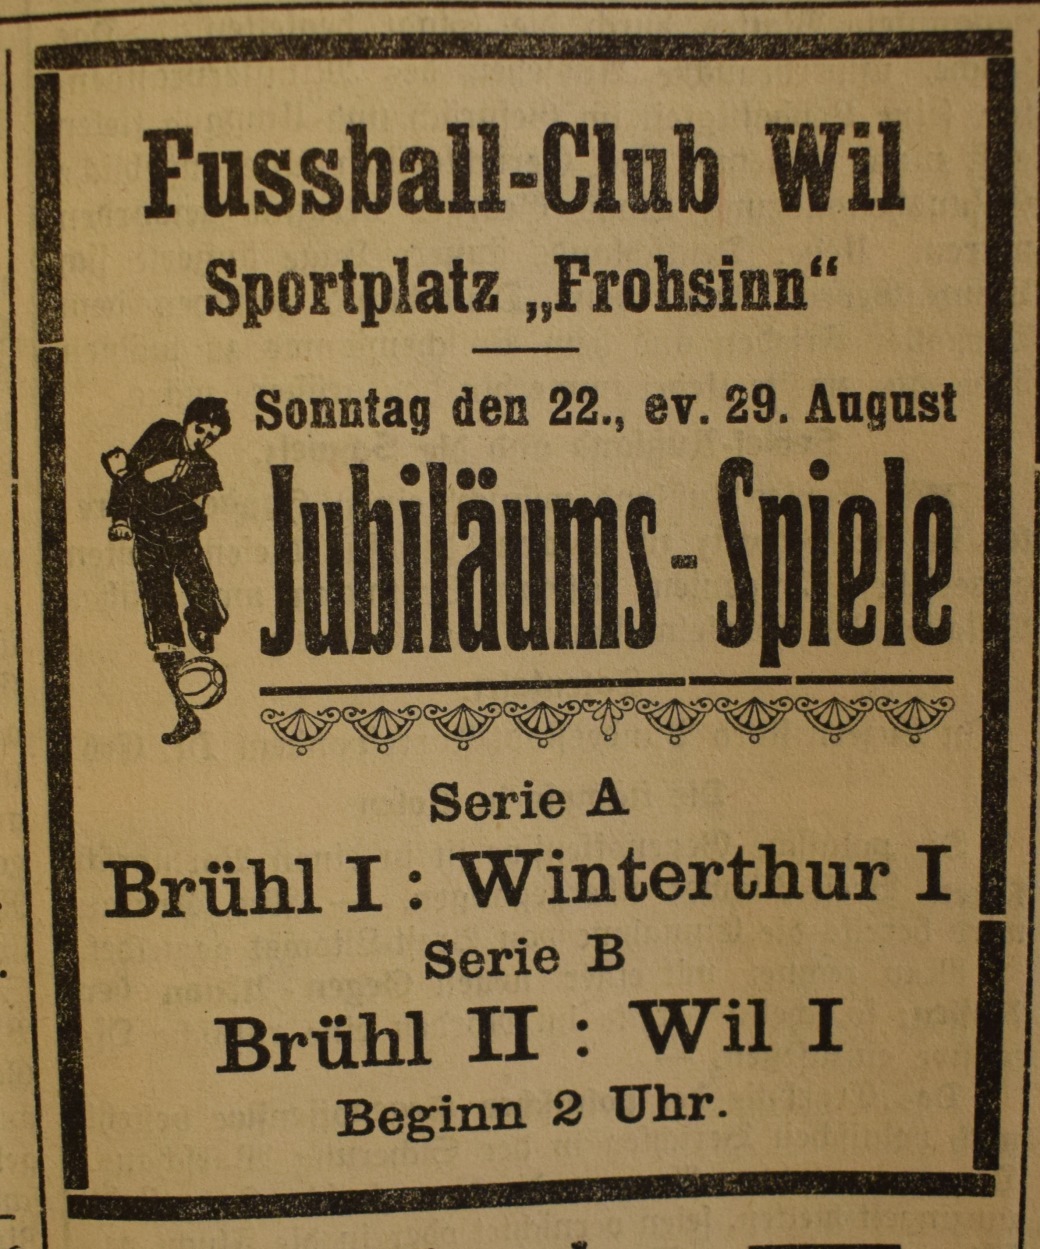 Fussball-Club Wil
Sportplatz „Frohsinn“
Sonntag den 22., ev. 29. August
Jubiläums-Spiele
Serie A
Brühl I : Winterthur I
Serie B
Brühl II : Wil I
Beginn 2 Uhr.